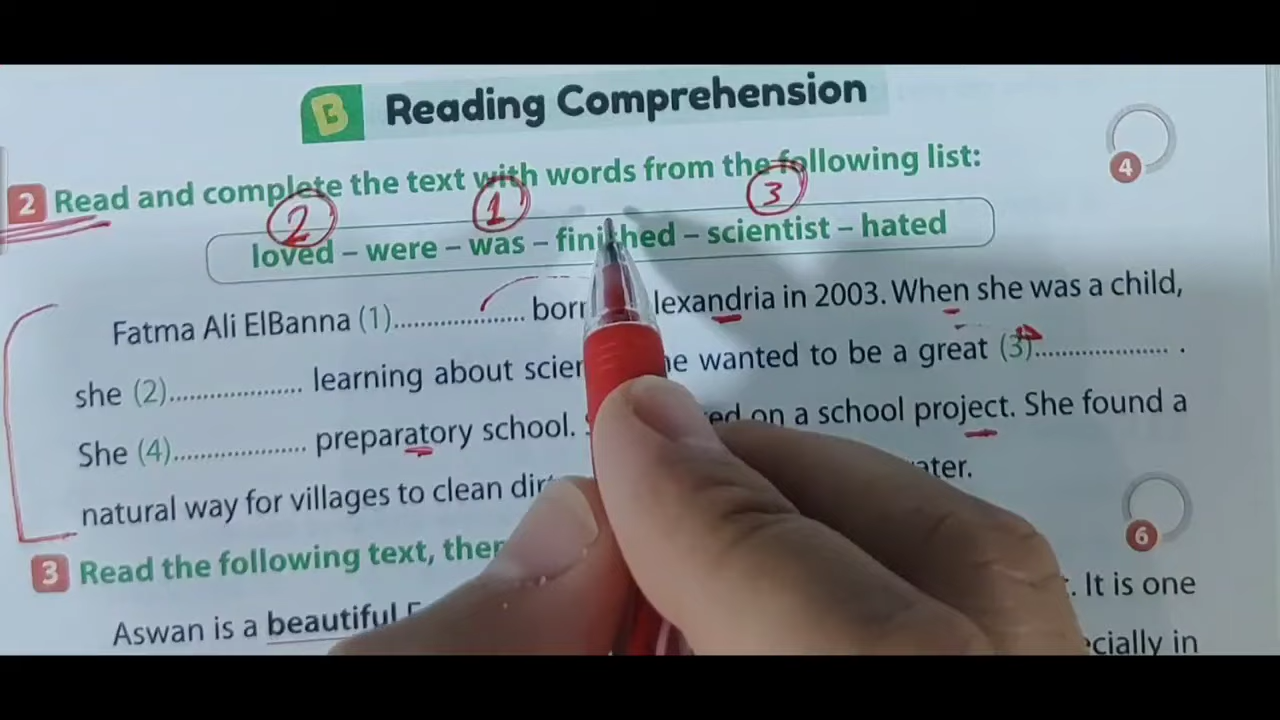 B Reading Comprehension
4
2 Read and complete the text with words from the following list:
2 1 3
loved – were – was – finished – scientist – hated
Fatma Ali ElBanna (1)..................... born lexandria in 2003. When she was a child,
she (2)..................... learning about scien he wanted to be a great (3)..................... .
She (4)..................... preparatory school. S ed on a school project. She found a
natural way for villages to clean dir ater.
6
3 Read the following text, then
. It is one
Aswan is a beautiful
ecially in